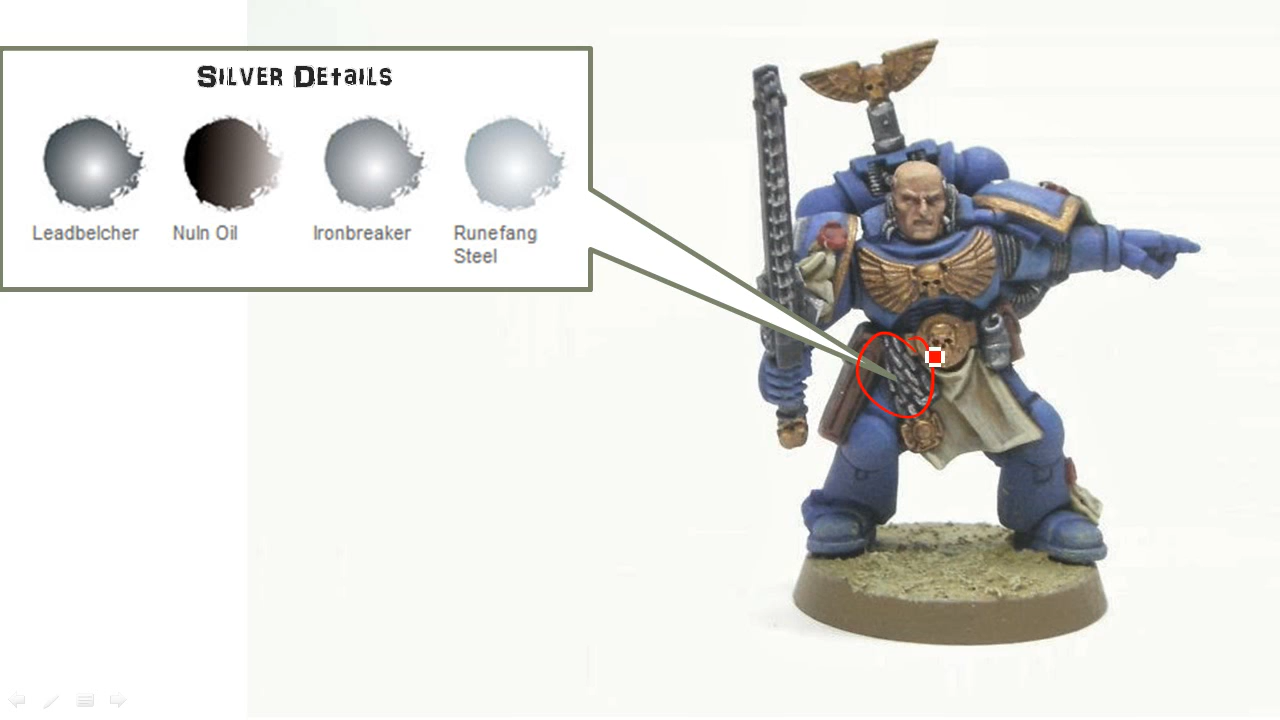 Silver Details
Leadbelcher
Nuln Oil
Ironbreaker
Runefang
Steel